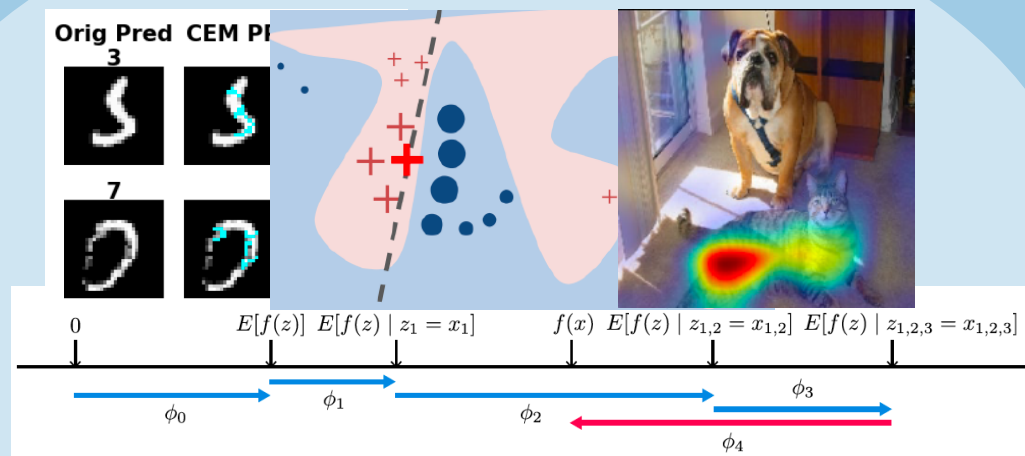 Orig Pred CEM
3
7
0 E[f(z)] E[f(z) | z₁ = x₁] f(x) E[f(z) | z₁,₂ = x₁,₂] E[f(z) | z₁,₂,₃ = x₁,₂,₃]
ϕ₀ ϕ₁ ϕ₂ ϕ₃
ϕ₄